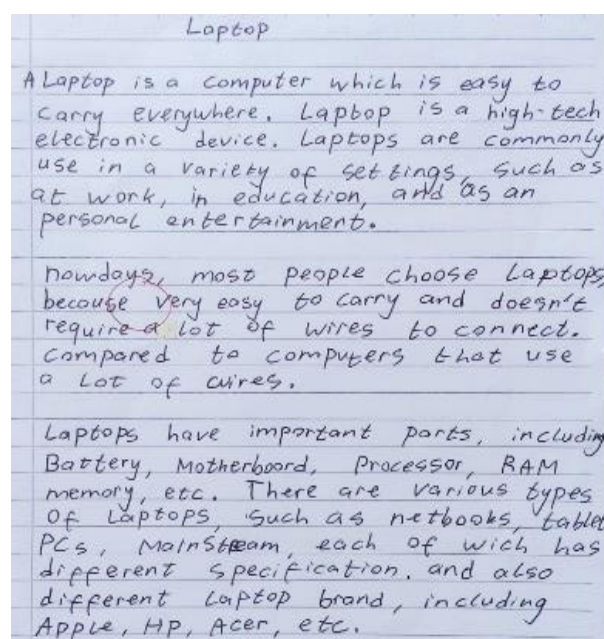 Laptop
A Laptop is a computer which is easy to
carry everywhere. Laptop is a high-tech
electronic device. Laptops are commonly
use in a variety of settings, such as
at work, in education, and as an
personal entertainment.
nowdays, most people choose Laptops,
becouse very easy to carry and doesn't
require a lot of wires to connect.
compared to computers that use
a lot of wires.
Laptops have important parts, including
Battery, Motherboard, Processor, RAM
memory, etc. There are various types
of Laptops, such as netbooks, tablet
PCs, MainStream, each of wich has
different specification. and also
different Laptop brand, including
Apple, Hp, Acer, etc.